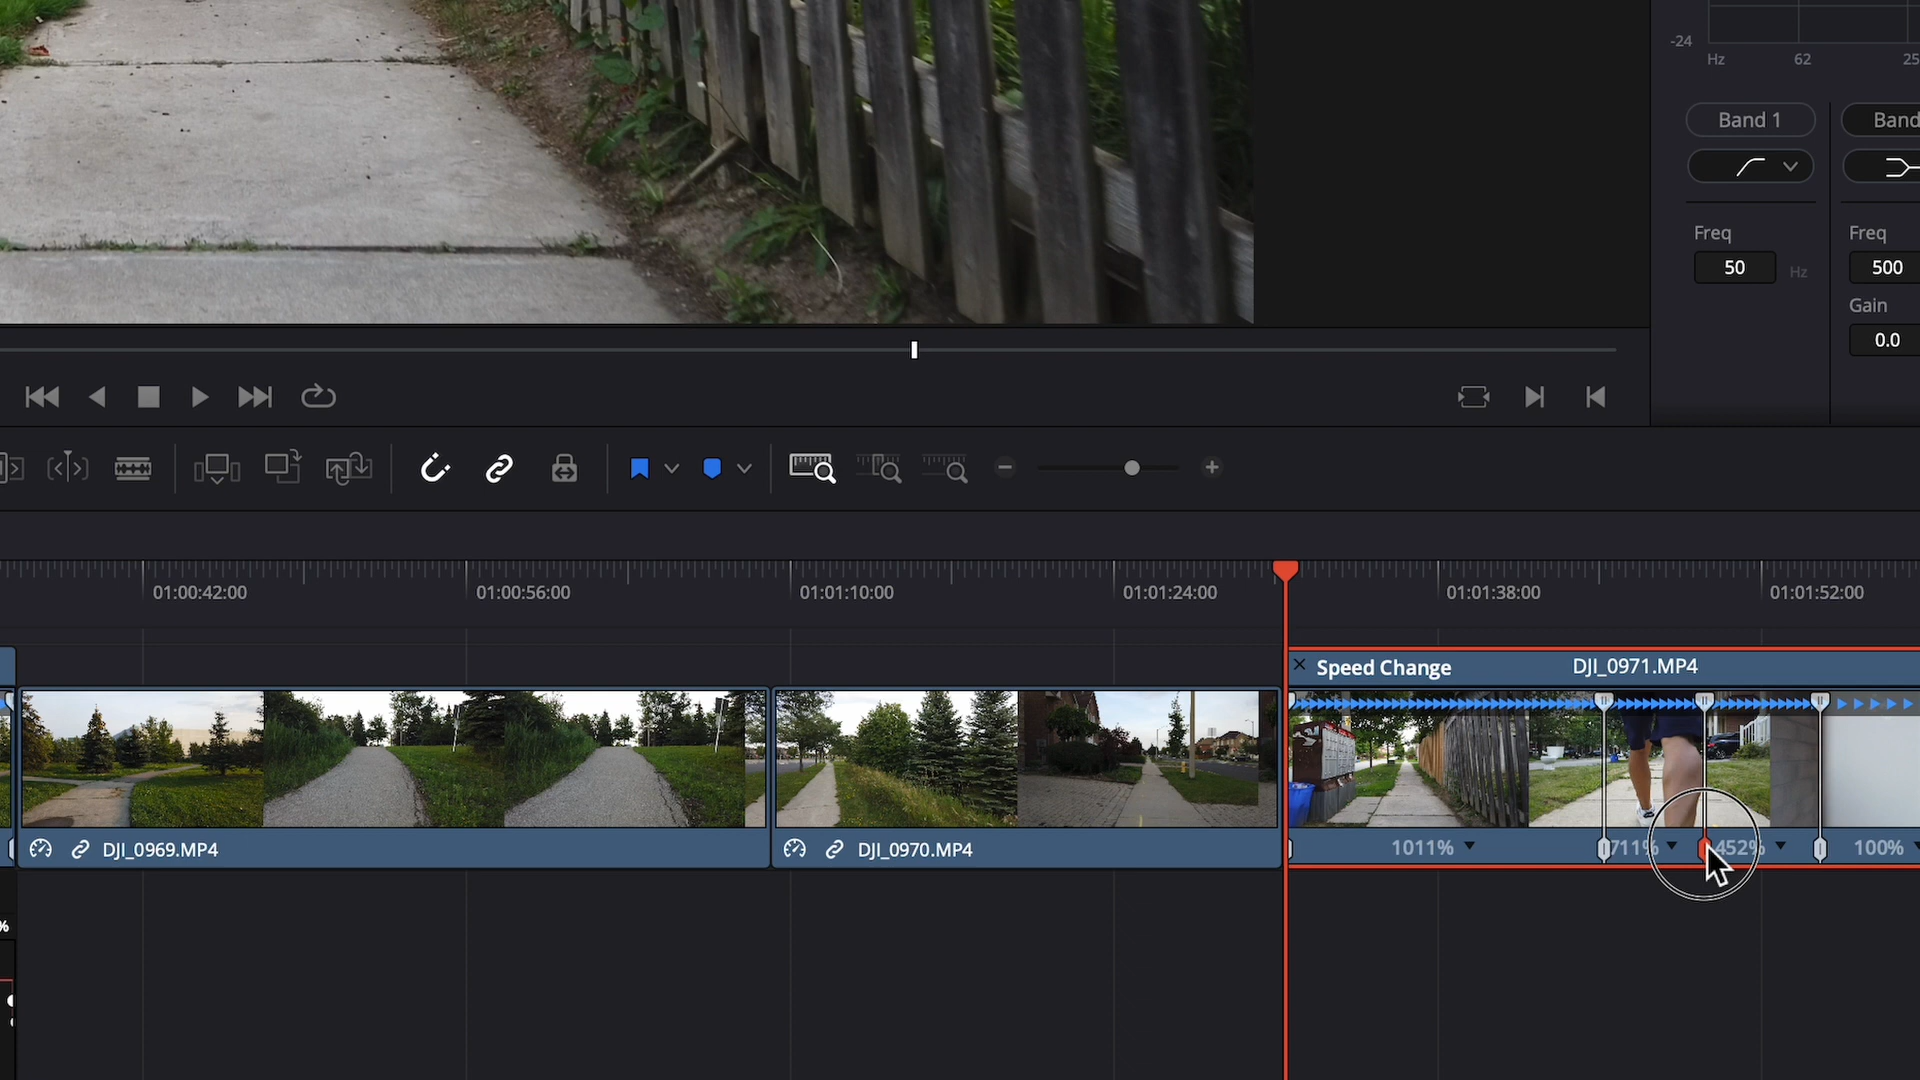 -24
Hz 62 25
Band 1 Band
Freq Freq
50 Hz 500
Gain
0.0
01:00:42:00 01:00:56:00 01:01:10:00 01:01:24:00 01:01:38:00 01:01:52:00
Speed Change DJI_0971.MP4
DJI_0969.MP4 DJI_0970.MP4 1011% 711% 452% 100%
%